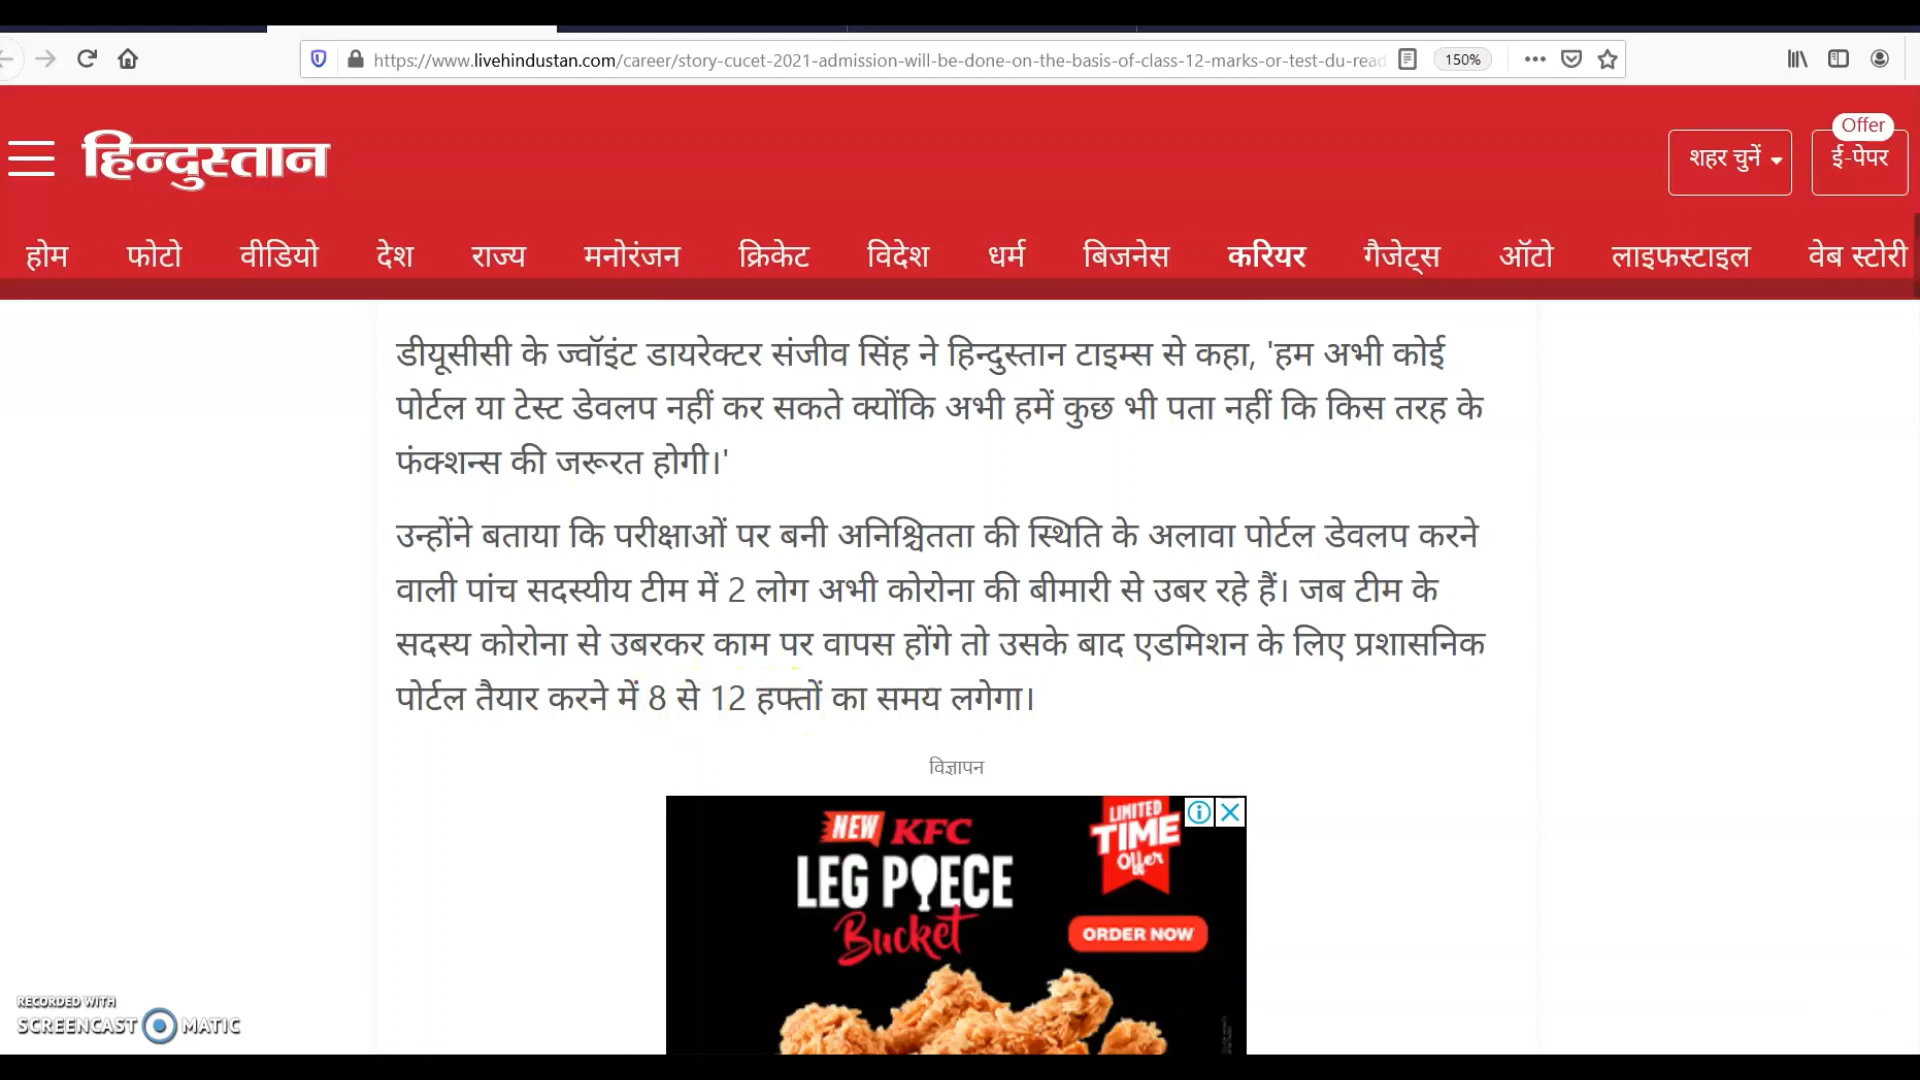 https://www.livehindustan.com/career/story-cucet-2021-admission-will-be-done-on-the-basis-of-class-12-marks-or-test-du-read
150%
हिन्दुस्तान
शहर चुनें
Offer
ई-पेपर
होम फोटो वीडियो देश राज्य मनोरंजन क्रिकेट विदेश धर्म बिजनेस करियर गैजेट्स ऑटो लाइफस्टाइल वेब स्टोरी
डीयूसीसी के ज्वॉइंट डायरेक्टर संजीव सिंह ने हिन्दुस्तान टाइम्स से कहा, 'हम अभी कोई
पोर्टल या टेस्ट डेवलप नहीं कर सकते क्योंकि अभी हमें कुछ भी पता नहीं कि किस तरह के
फंक्शन्स की जरूरत होगी।'
उन्होंने बताया कि परीक्षाओं पर बनी अनिश्चितता की स्थिति के अलावा पोर्टल डेवलप करने
वाली पांच सदस्यीय टीम में 2 लोग अभी कोरोना की बीमारी से उबर रहे हैं। जब टीम के
सदस्य कोरोना से उबरकर काम पर वापस होंगे तो उसके बाद एडमिशन के लिए प्रशासनिक
पोर्टल तैयार करने में 8 से 12 हफ्तों का समय लगेगा।
विज्ञापन
NEW KFC
LEG PIECE
Bucket
LIMITED
TIME
Offer
ORDER NOW
RECORDED WITH
SCREENCAST MATIC